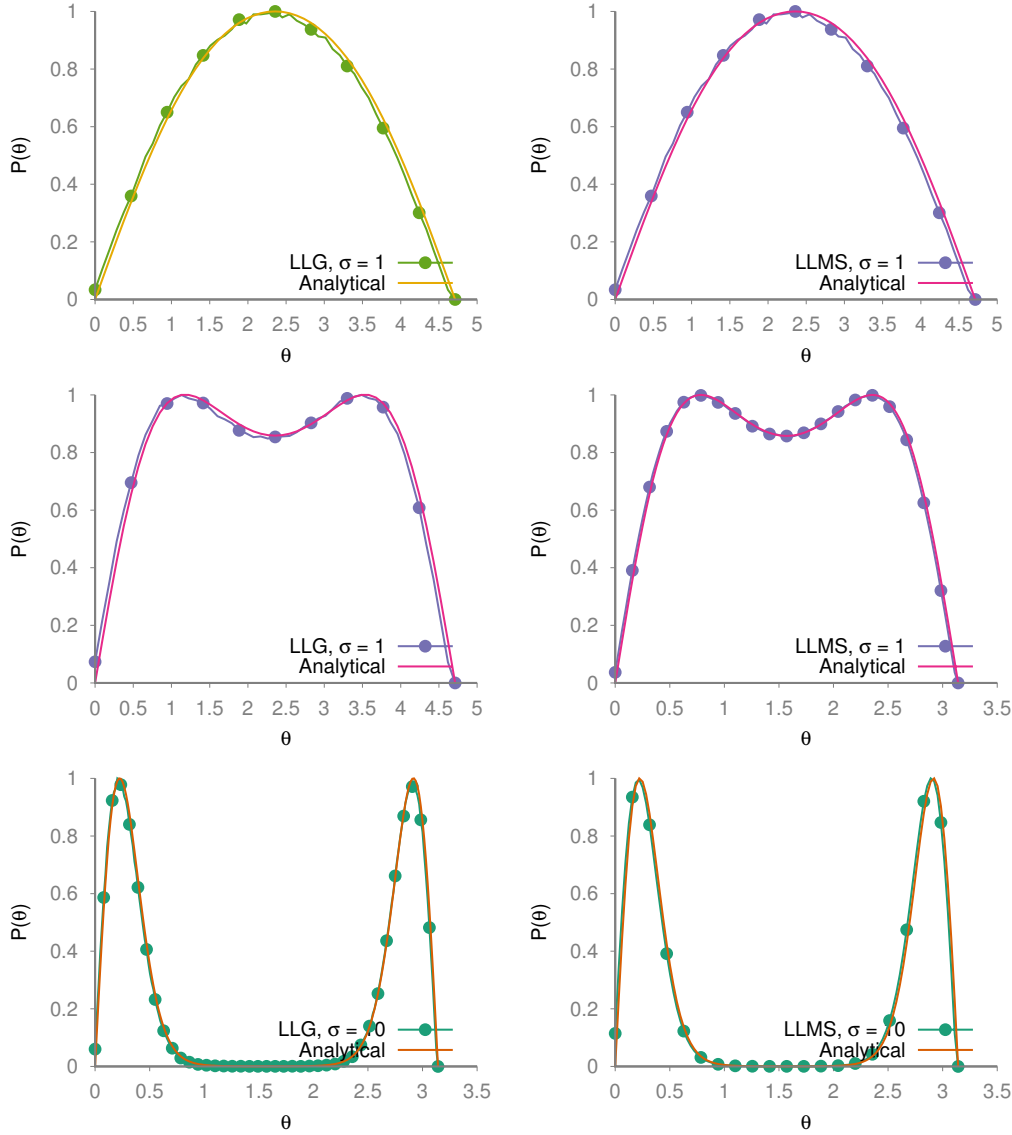 1
0.8
0.6
0.4
0.2
0
P(θ)
LLG, σ = 1
Analytical
0 0.5 1 1.5 2 2.5 3 3.5 4 4.5 5
θ
1
0.8
0.6
0.4
0.2
0
P(θ)
LLMS, σ = 1
Analytical
0 0.5 1 1.5 2 2.5 3 3.5 4 4.5 5
θ
1
0.8
0.6
0.4
0.2
0
P(θ)
LLG, σ = 1
Analytical
0 0.5 1 1.5 2 2.5 3 3.5 4 4.5 5
θ
1
0.8
0.6
0.4
0.2
0
P(θ)
LLMS, σ = 1
Analytical
0 0.5 1 1.5 2 2.5 3 3.5
θ
1
0.8
0.6
0.4
0.2
0
P(θ)
LLG, σ = 10
Analytical
0 0.5 1 1.5 2 2.5 3 3.5
θ
1
0.8
0.6
0.4
0.2
0
P(θ)
LLMS, σ = 10
Analytical
0 0.5 1 1.5 2 2.5 3 3.5
θ